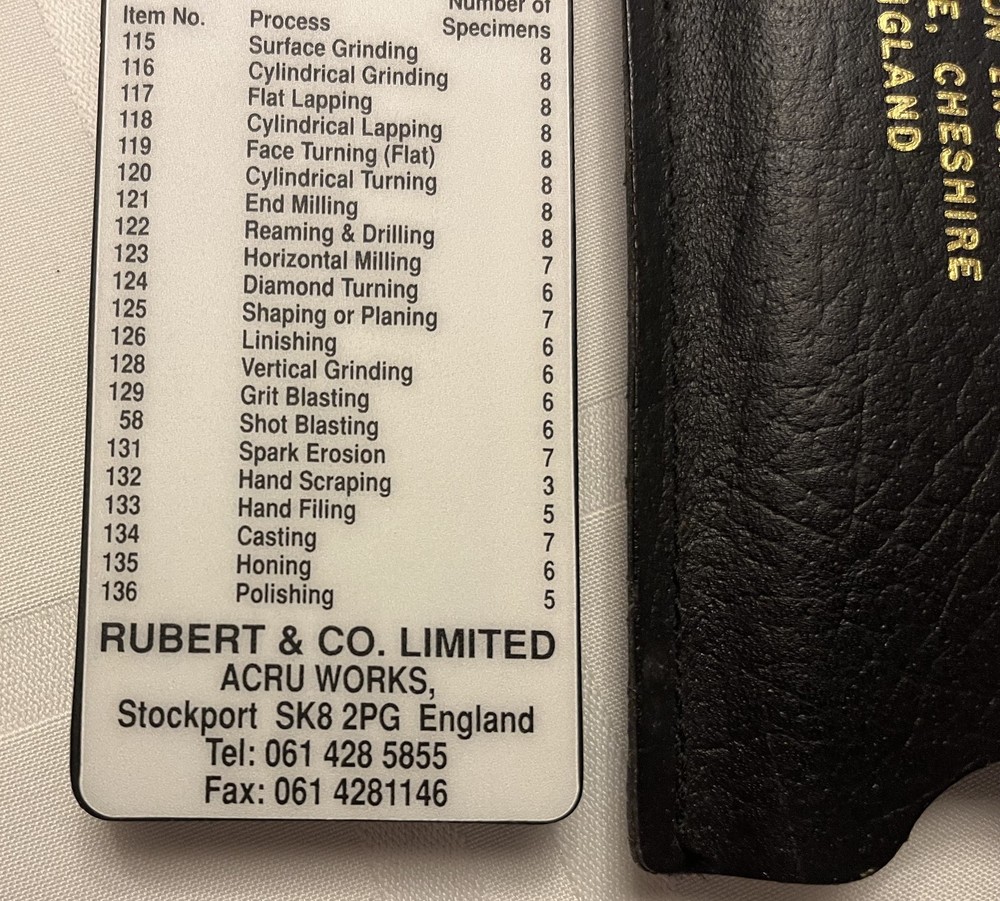 Number of
Item No. Process Specimens
115 Surface Grinding 8
116 Cylindrical Grinding 8
117 Flat Lapping 8
118 Cylindrical Lapping 8
119 Face Turning (Flat) 8
120 Cylindrical Turning 8
121 End Milling 8
122 Reaming & Drilling 8
123 Horizontal Milling 7
124 Diamond Turning 6
125 Shaping or Planing 7
126 Linishing 6
128 Vertical Grinding 6
129 Grit Blasting 6
58 Shot Blasting 6
131 Spark Erosion 7
132 Hand Scraping 3
133 Hand Filing 5
134 Casting 7
135 Honing 6
136 Polishing 5
RUBERT & CO. LIMITED
ACRU WORKS,
Stockport SK8 2PG England
Tel: 061 428 5855
Fax: 061 4281146
CHESHIRE